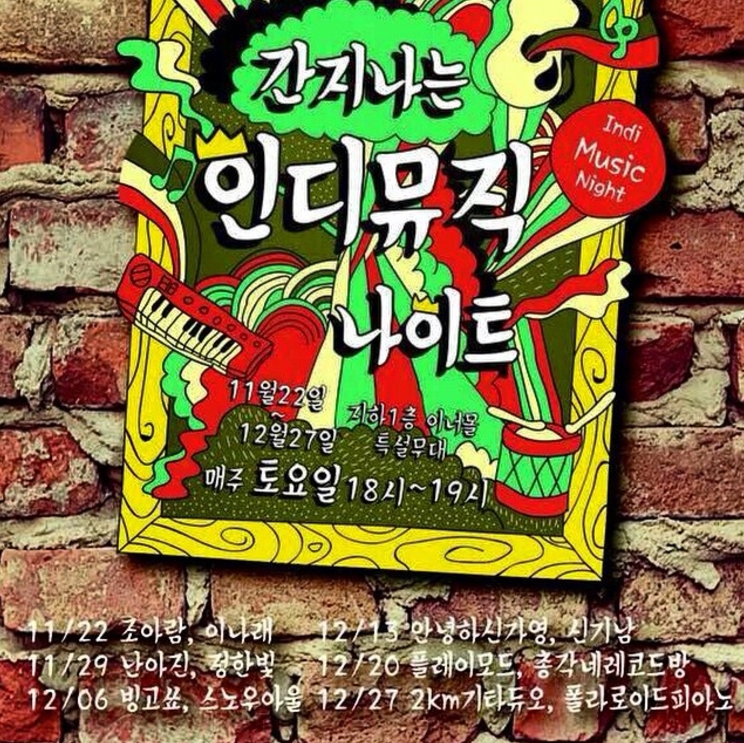 간지나는
인디뮤직
나이트
Indi
Music
Night
11월22일
~
12월27일
지하1층 이너몰
특설무대
매주 토요일 18시~19시
11/22 조아람, 이나래
11/29 난아진, 정한빛
12/06 빙고쑈, 스노우아울
12/13 안녕하신가영, 신기남
12/20 플레이모드, 총각네레코드방
12/27 2km기타듀오, 폴라로이드피아노